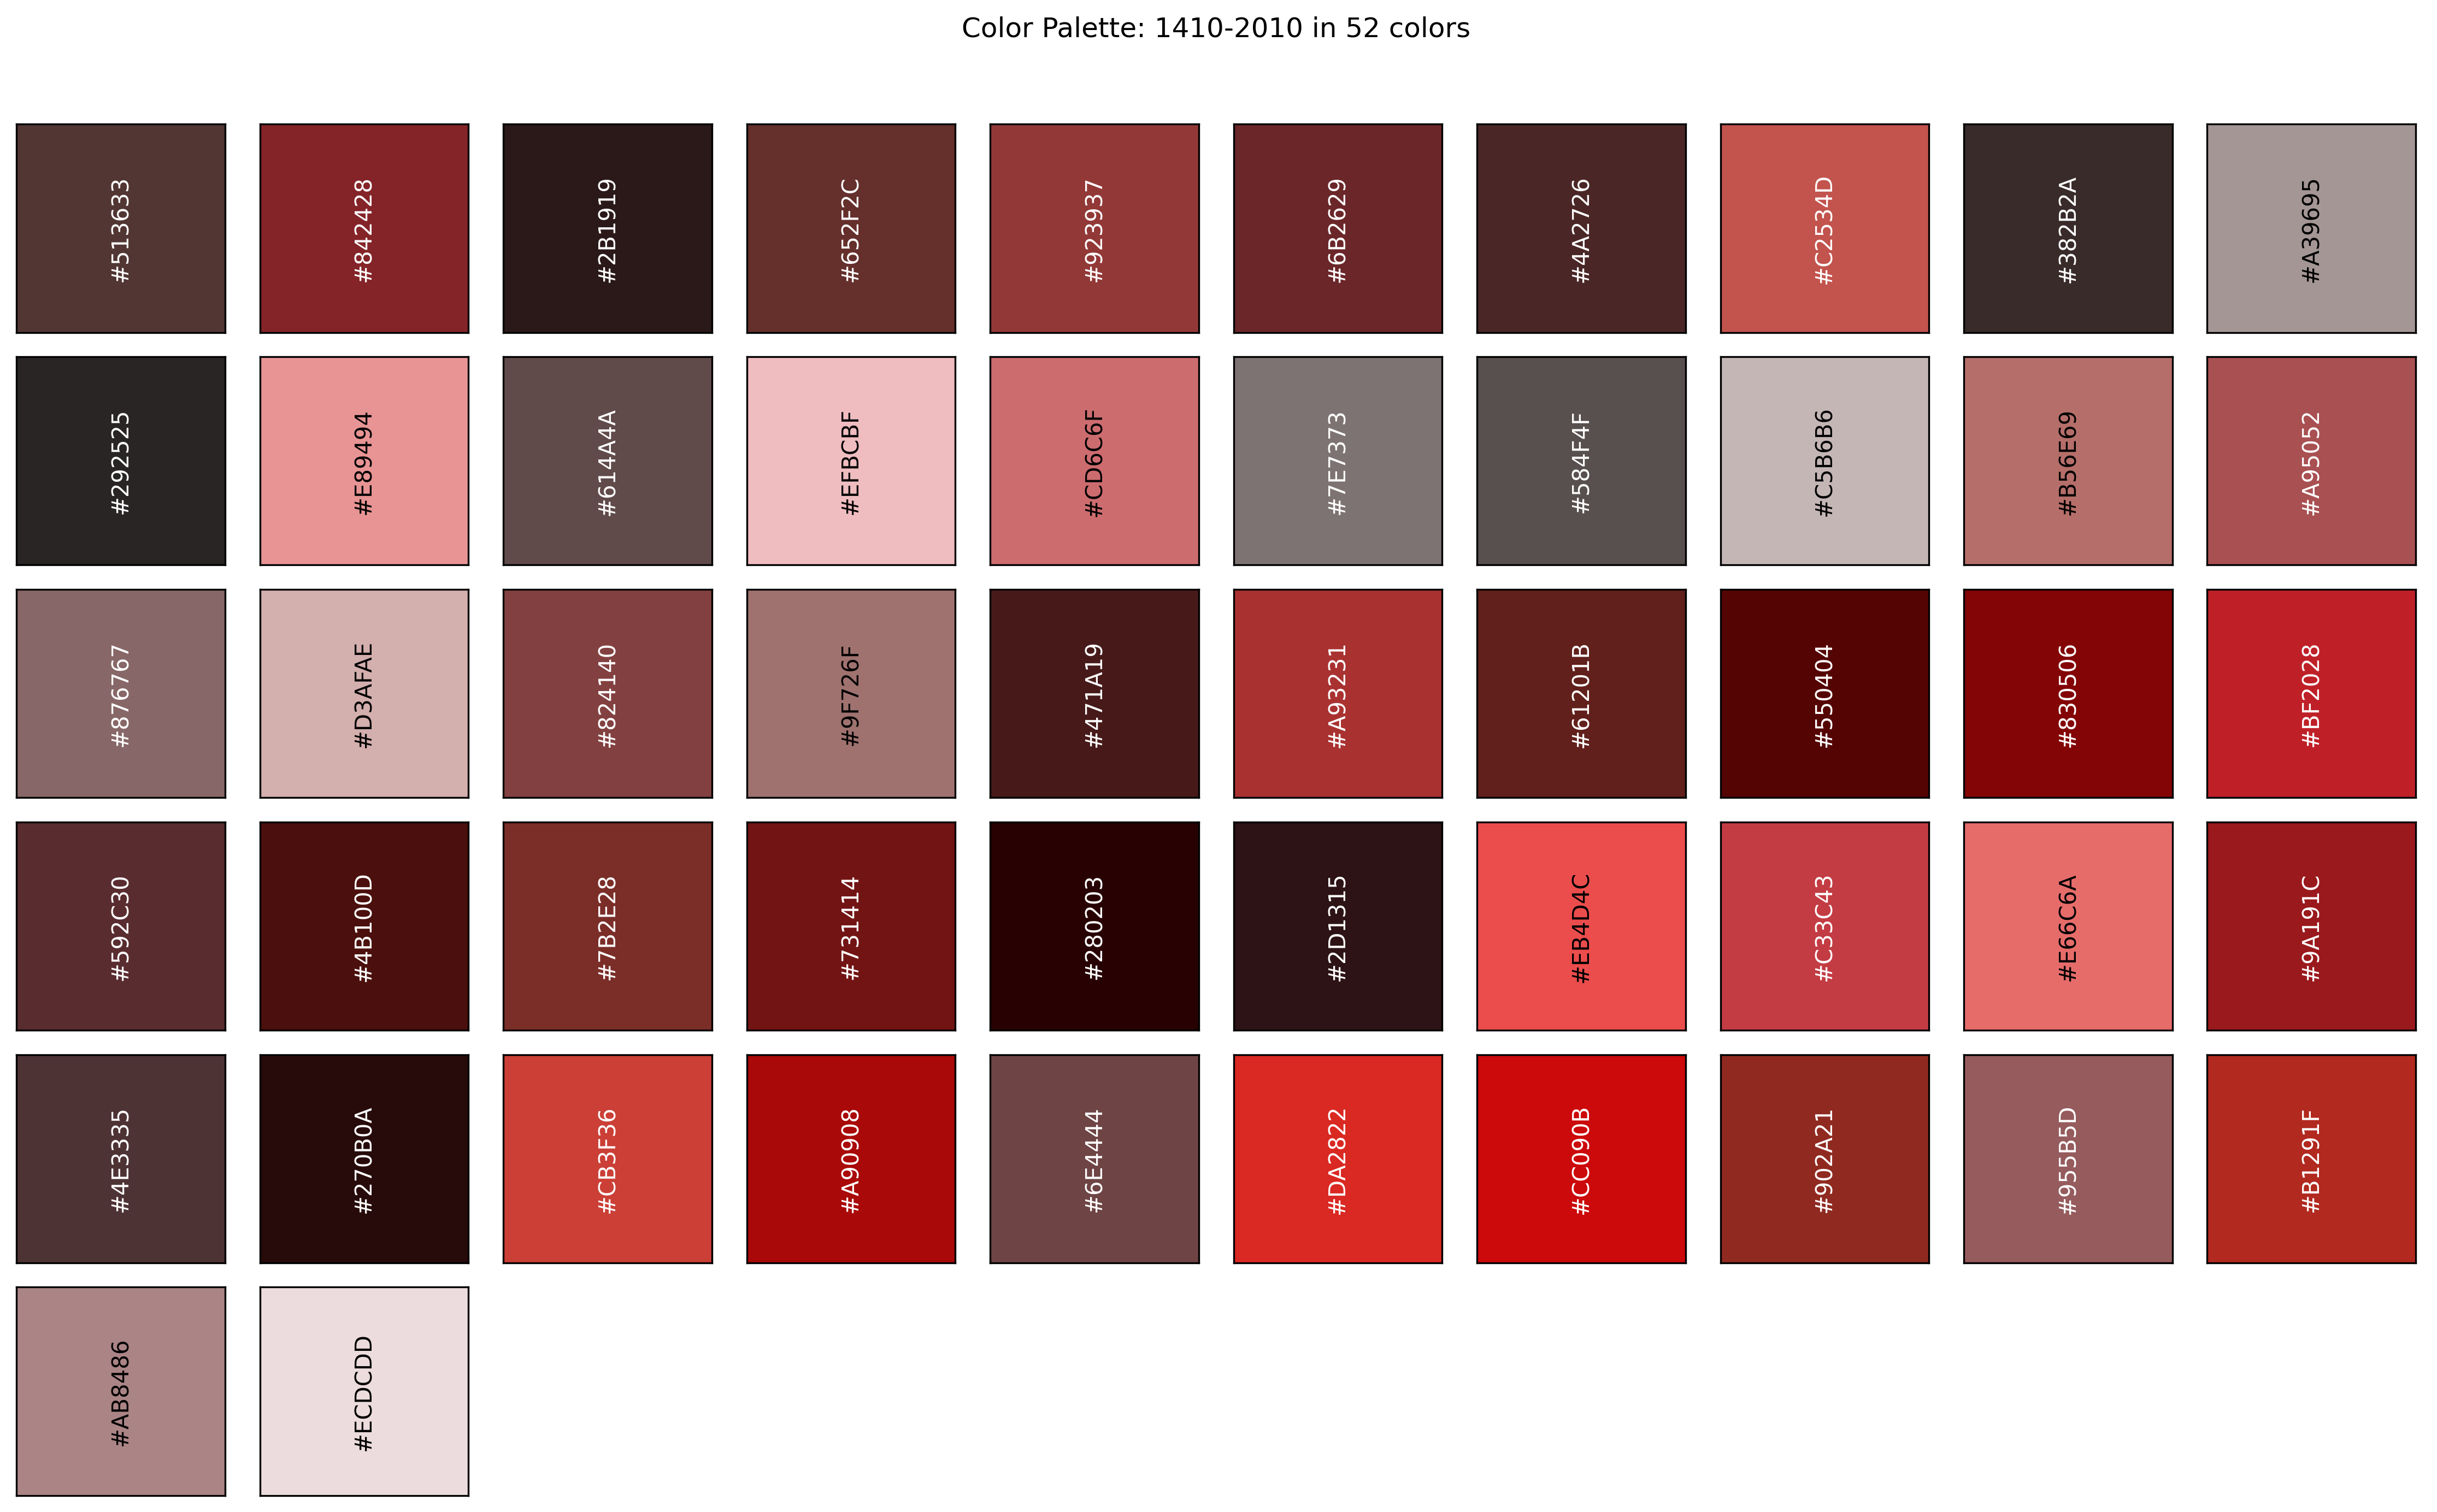 Color Palette: 1410-2010 in 52 colors
#513633
#842428
#2B1919
#652F2C
#923937
#6B2629
#4A2726
#C2534D
#382B2A
#A39695
#292525
#E89494
#614A4A
#EFBCBF
#CD6C6F
#7E7373
#584F4F
#C5B6B6
#B56E69
#A95052
#876767
#D3AFAE
#824140
#9F726F
#471A19
#A93231
#61201B
#550404
#830506
#BF2028
#592C30
#4B100D
#7B2E28
#731414
#280203
#2D1315
#EB4D4C
#C33C43
#E66C6A
#9A191C
#4E3335
#270B0A
#CB3F36
#A90908
#6E4444
#DA2822
#CC090B
#902A21
#955B5D
#B1291F
#AB8486
#ECDCDD